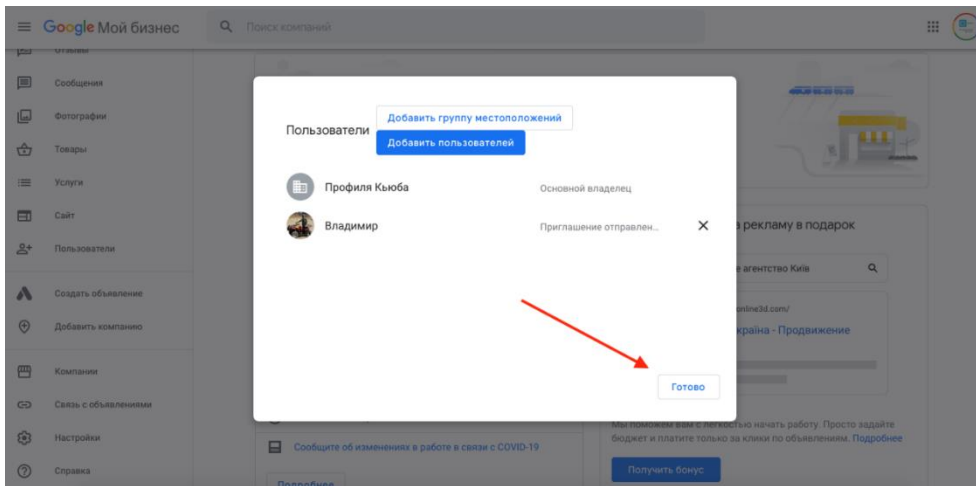 Google Мой бизнес
Поиск компаний
Отзывы
Сообщения
Фотографии
Товары
Услуги
Сайт
Пользователи
Создать объявление
Добавить компанию
Компании
Связь с объявлениями
Настройки
Справка
Пользователи
Добавить группу местоположений
Добавить пользователей
Профиля Кьюба
Основной владелец
Владимир
Приглашение отправлен...
Готово
рекламу в подарок
е агентство Київ
online3d.com/
країна - Продвижение
Мы поможем вам с легкостью начать работу. Просто задайте
бюджет и платите только за клики по объявлениям. Подробнее
Получить бонус
Сообщите об изменениях в работе в связи с COVID-19
Подробнее